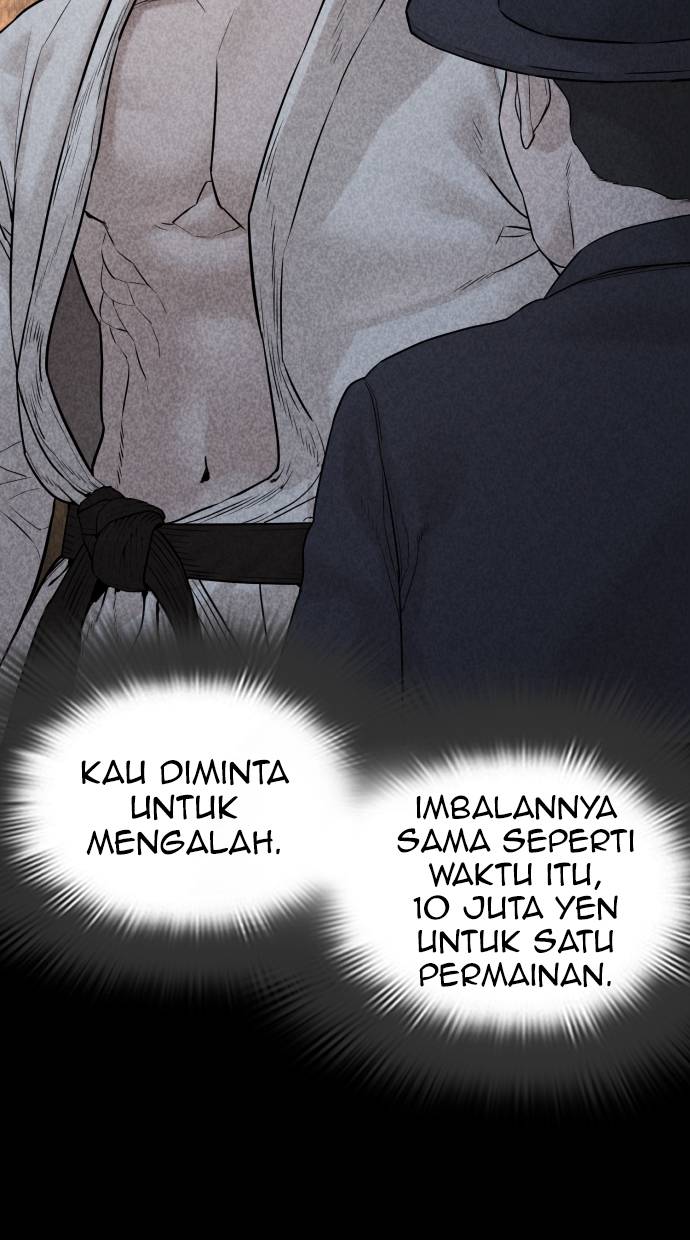 KAU DIMINTA
UNTUK
MENGALAH.
IMBALANNYA
SAMA SEPERTI
WAKTU ITU,
10 JUTA YEN
UNTUK SATU
PERMAINAN.